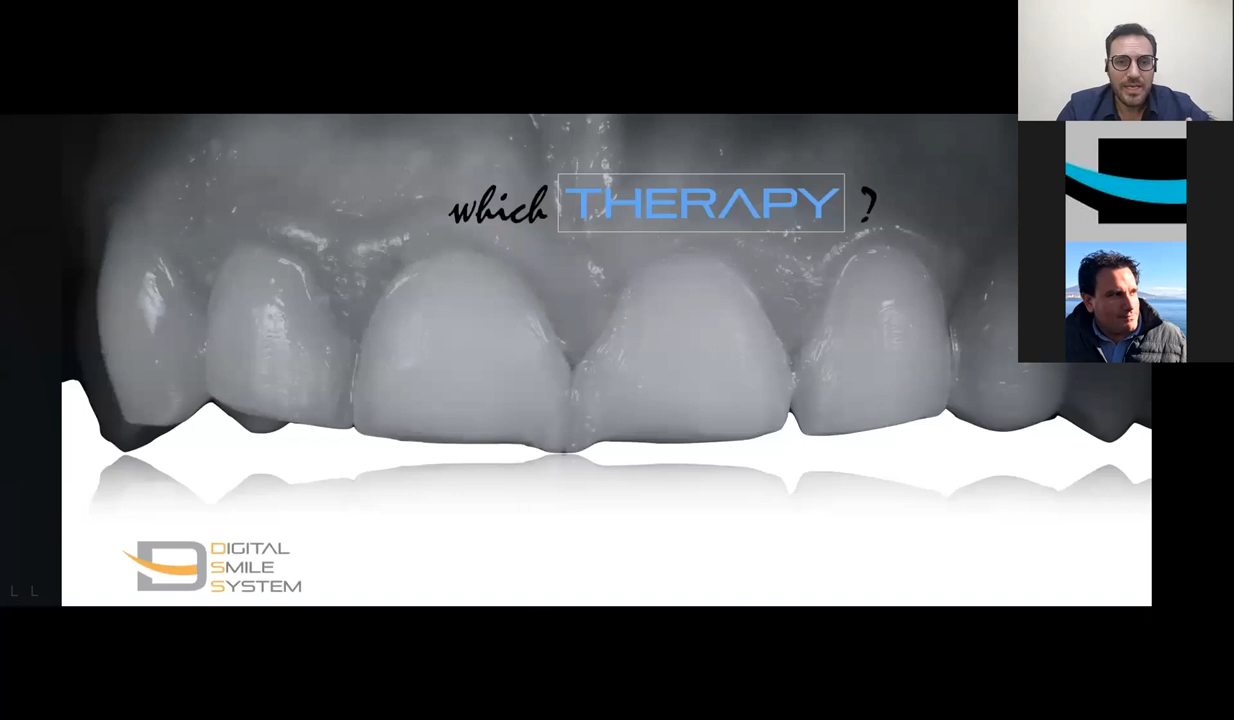 which THERAPY ?
DIGITAL
SMILE
SYSTEM
L L